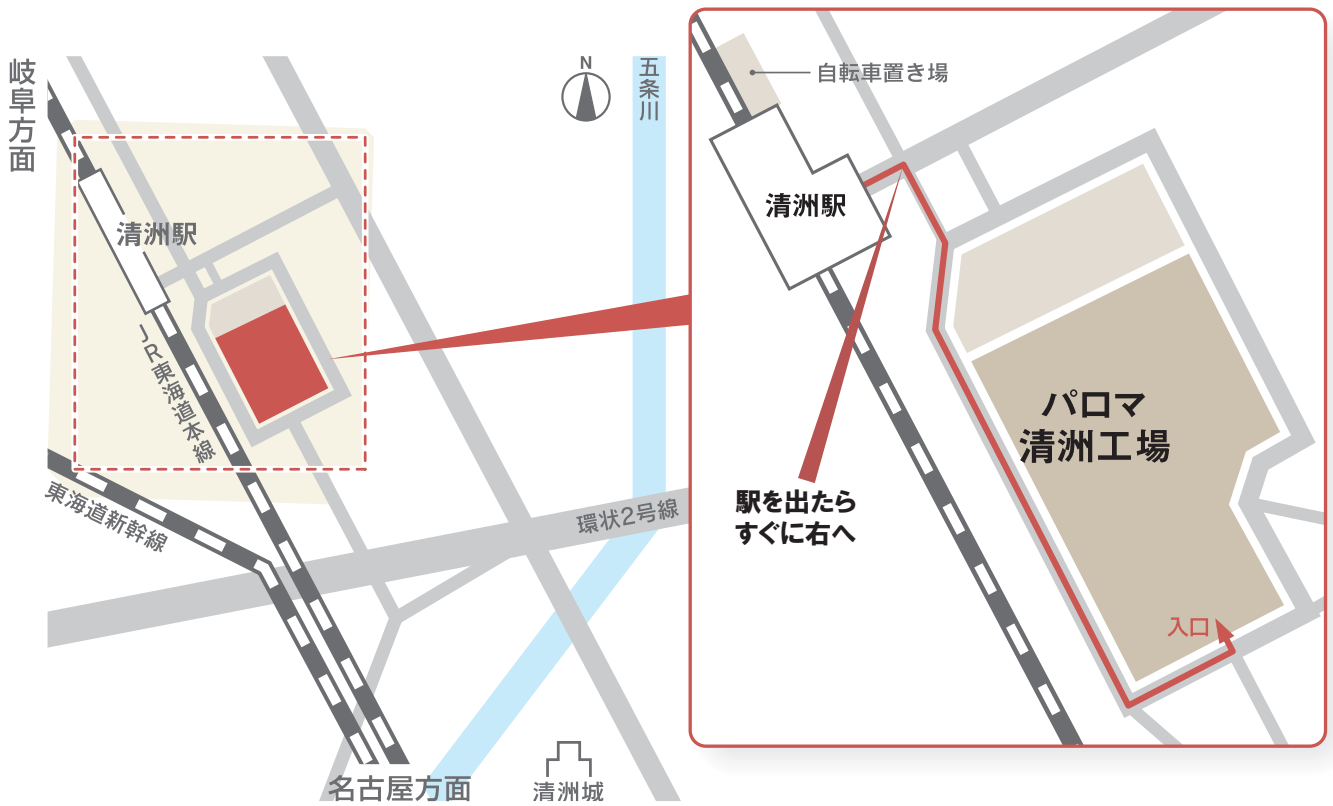 岐阜方面
N
五条川
清洲駅
JR東海道本線
東海道新幹線
環状2号線
名古屋方面
清洲城
自転車置き場
清洲駅
パロマ
清洲工場
駅を出たら
すぐに右へ
入口